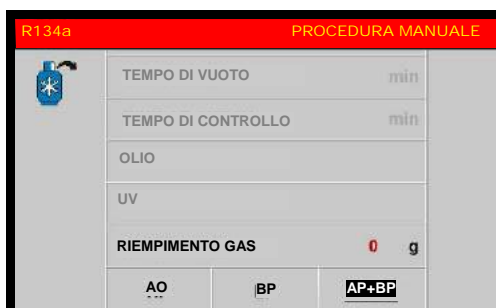 R134a PROCEDURA MANUALE
TEMPO DI VUOTO min
TEMPO DI CONTROLLO min
OLIO
UV
RIEMPIMENTO GAS 0 g
AO BP AP+BP